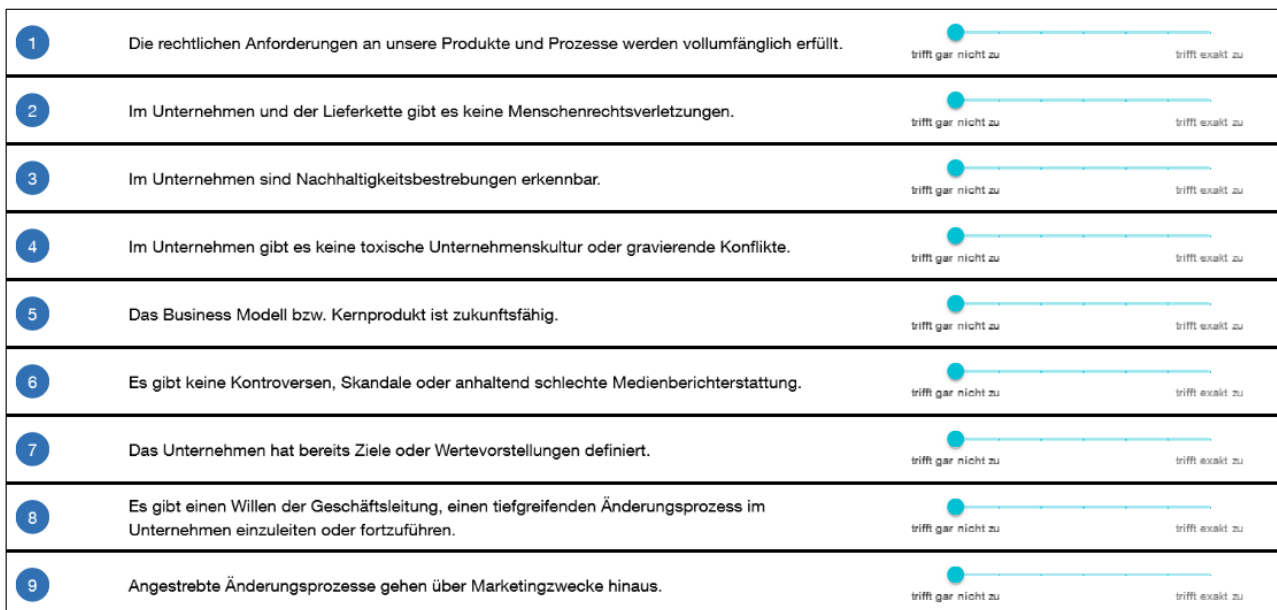 1
Die rechtlichen Anforderungen an unsere Produkte und Prozesse werden vollumfänglich erfüllt.
trifft gar nicht zu
trifft exakt zu
2
Im Unternehmen und der Lieferkette gibt es keine Menschenrechtsverletzungen.
trifft gar nicht zu
trifft exakt zu
3
Im Unternehmen sind Nachhaltigkeitsbestrebungen erkennbar.
trifft gar nicht zu
trifft exakt zu
4
Im Unternehmen gibt es keine toxische Unternehmenskultur oder gravierende Konflikte.
trifft gar nicht zu
trifft exakt zu
5
Das Business Modell bzw. Kernprodukt ist zukunftsfähig.
trifft gar nicht zu
trifft exakt zu
6
Es gibt keine Kontroversen, Skandale oder anhaltend schlechte Medienberichterstattung.
trifft gar nicht zu
trifft exakt zu
7
Das Unternehmen hat bereits Ziele oder Wertevorstellungen definiert.
trifft gar nicht zu
trifft exakt zu
8
Es gibt einen Willen der Geschäftsleitung, einen tiefgreifenden Änderungsprozess im
Unternehmen einzuleiten oder fortzuführen.
trifft gar nicht zu
trifft exakt zu
9
Angestrebte Änderungsprozesse gehen über Marketingzwecke hinaus.
trifft gar nicht zu
trifft exakt zu